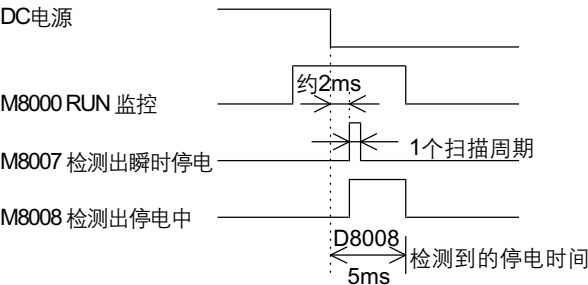 DC电源
约2ms
M8000 RUN 监控
1个扫描周期
M8007 检测出瞬时停电
M8008 检测出停电中
D8008
检测到的停电时间
5ms